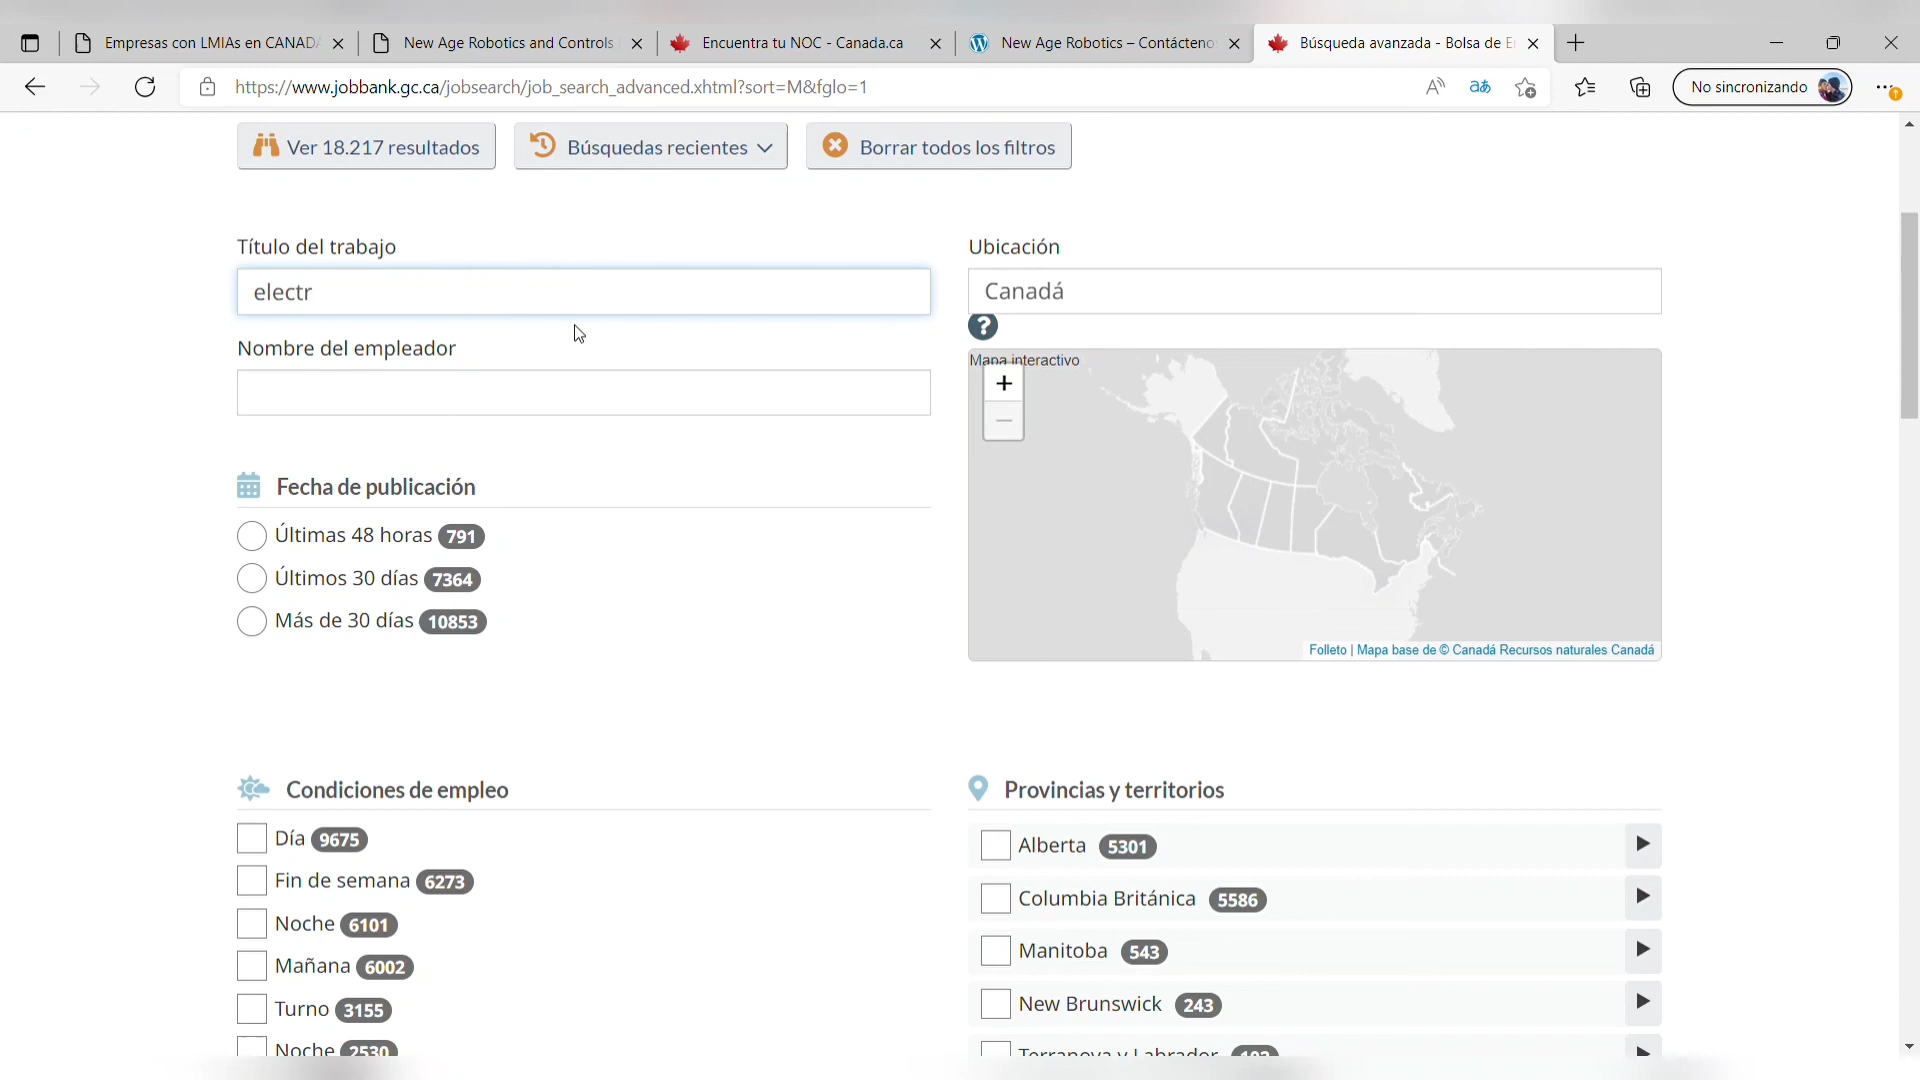 Empresas con LMIAs en CANAD
New Age Robotics and Controls
Encuentra tu NOC - Canada.ca
New Age Robotics – Contácteno
Búsqueda avanzada - Bolsa de E
https://www.jobbank.gc.ca/jobsearch/job_search_advanced.xhtml?sort=M&fglo=1
No sincronizando
Ver 18.217 resultados
Búsquedas recientes
Borrar todos los filtros
Título del trabajo
electr
Nombre del empleador
Ubicación
Canadá
?
Mapa interactivo
+
−
Folleto | Mapa base de © Canadá Recursos naturales Canadá
Fecha de publicación
Últimas 48 horas 791
Últimos 30 días 7364
Más de 30 días 10853
Condiciones de empleo
Día 9675
Fin de semana 6273
Noche 6101
Mañana 6002
Turno 3155
Noche 2530
Provincias y territorios
Alberta 5301
Columbia Británica 5586
Manitoba 543
New Brunswick 243
Terranova y Labrador